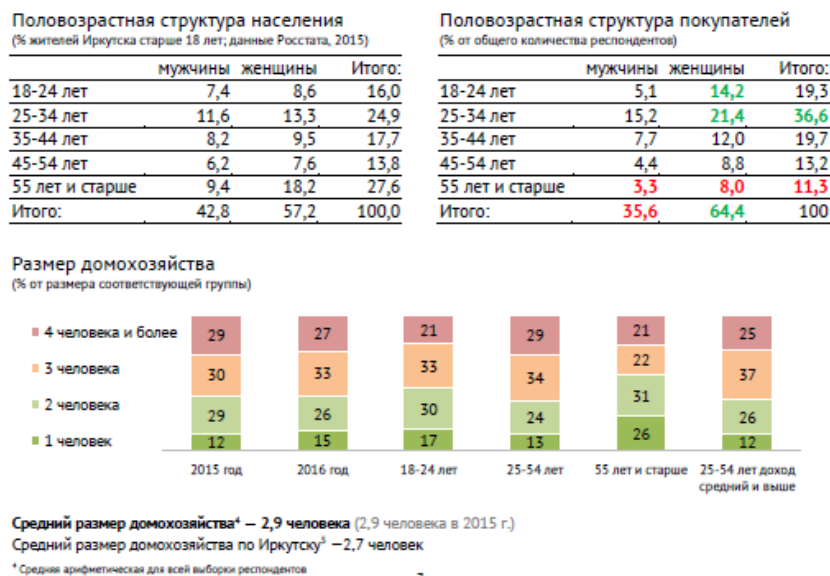 Половозрастная структура населения
(% жителей Иркутска старше 18 лет; данные Росстата, 2015)
мужчины женщины Итого:
18-24 лет 7,4 8,6 16,0
25-34 лет 11,6 13,3 24,9
35-44 лет 8,2 9,5 17,7
45-54 лет 6,2 7,6 13,8
55 лет и старше 9,4 18,2 27,6
Итого: 42,8 57,2 100,0
Половозрастная структура покупателей
(% от общего количества респондентов)
мужчины женщины Итого:
18-24 лет 5,1 14,2 19,3
25-34 лет 15,2 21,4 36,6
35-44 лет 7,7 12,0 19,7
45-54 лет 4,4 8,8 13,2
55 лет и старше 3,3 8,0 11,3
Итого: 35,6 64,4 100
Размер домохозяйства
(% от размера соответствующей группы)
4 человека и более 29 27 21 29 21 25
3 человека 30 33 33 34 22 37
2 человека 29 26 30 24 31 26
1 человек 12 15 17 13 26 12
2015 год 2016 год 18-24 лет 25-54 лет 55 лет и старше 25-54 лет доход
средний и выше
Средний размер домохозяйства⁴ — 2,9 человека (2,9 человека в 2015 г.)
Средний размер домохозяйства по Иркутску⁵ —2,7 человек
⁴ Средняя арифметическая для всей выборки респондентов